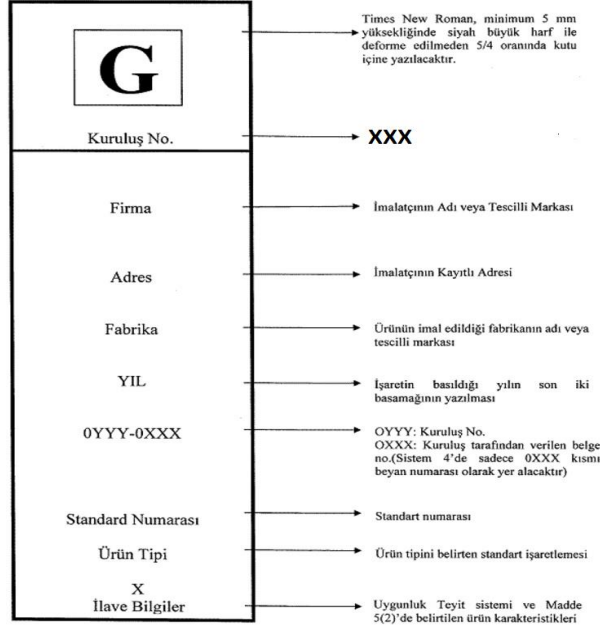 Times New Roman, minimum 5 mm
yüksekliğinde siyah büyük harf ile
deforme edilmeden 5/4 oranında kutu
içine yazılacaktır.
G
Kuruluş No.
XXX
Firma
İmalatçının Adı veya Tescilli Markası
Adres
İmalatçının Kayıtlı Adresi
Fabrika
Ürünün imal edildiği fabrikanın adı veya
tescilli markası
YIL
İşaretin basıldığı yılın son iki
basamağının yazılması
0YYY-0XXX
OYYY: Kuruluş No.
OXXX: Kuruluş tarafından verilen belge
no.(Sistem 4'de sadece 0XXX kısmı
beyan numarası olarak yer alacaktır)
Standard Numarası
Standart numarası
Ürün Tipi
Ürün tipini belirten standart işaretlemesi
X
İlave Bilgiler
Uygunluk Teyit sistemi ve Madde
5(2)'de belirtilen ürün karakteristikleri